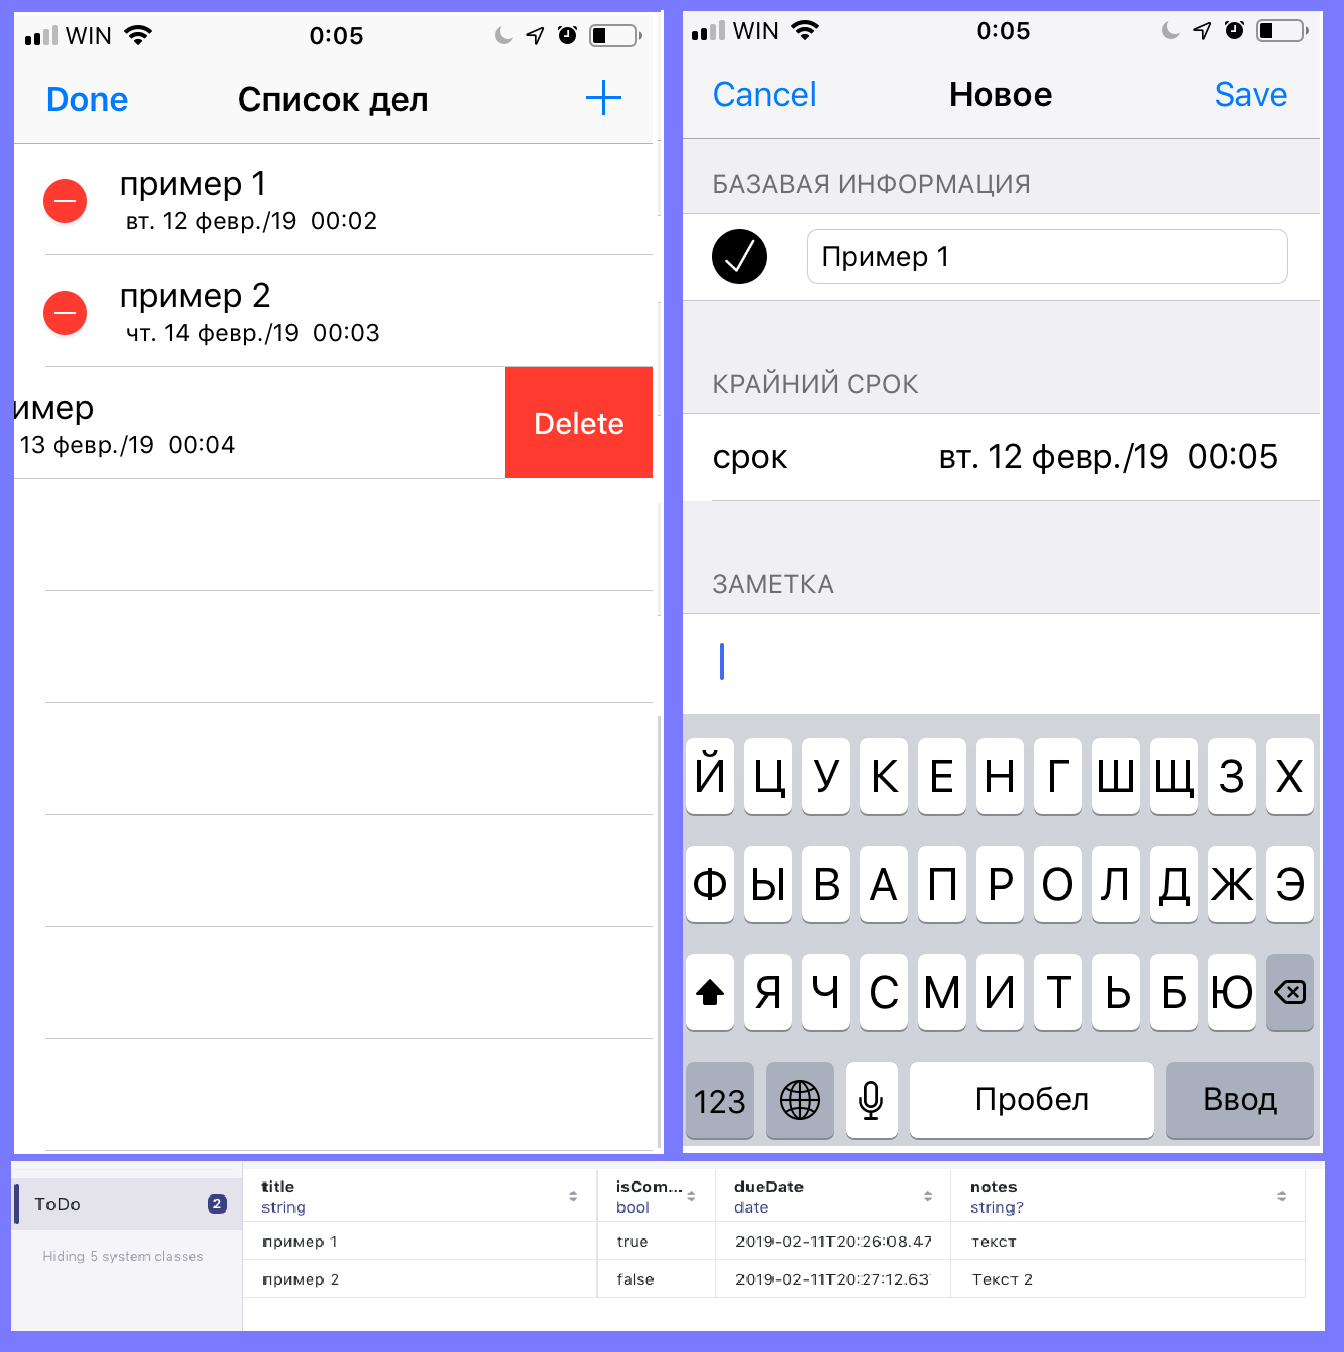 WIN 0:05
Done Список дел +
пример 1
вт. 12 февр./19 00:02
пример 2
чт. 14 февр./19 00:03
имер
13 февр./19 00:04
Delete
WIN 0:05
Cancel Новое Save
БАЗАВАЯ ИНФОРМАЦИЯ
Пример 1
КРАЙНИЙ СРОК
срок вт. 12 февр./19 00:05
ЗАМЕТКА
Й Ц У К Е Н Г Ш Щ З Х
Ф Ы В А П Р О Л Д Ж Э
Я Ч С М И Т Ь Б Ю
123 Пробел Ввод
ToDo 2
Hiding 5 system classes
title isCom... dueDate notes
string bool date string?
пример 1 true 2019-02-11T20:26:08.47 текст
пример 2 false 2019-02-11T20:27:12.63 Текст 2